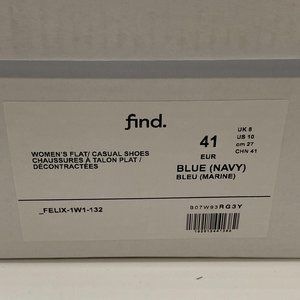 find.
WOMEN'S FLAT/ CASUAL SHOES
CHAUSSURES À TALON PLAT /
DÉCONTRACTÉES
41
EUR
UK 8
US 10
cm 27
CHN 41
BLUE (NAVY)
BLEU (MARINE)
_FELIX-1W1-132
B07W93RG3Y